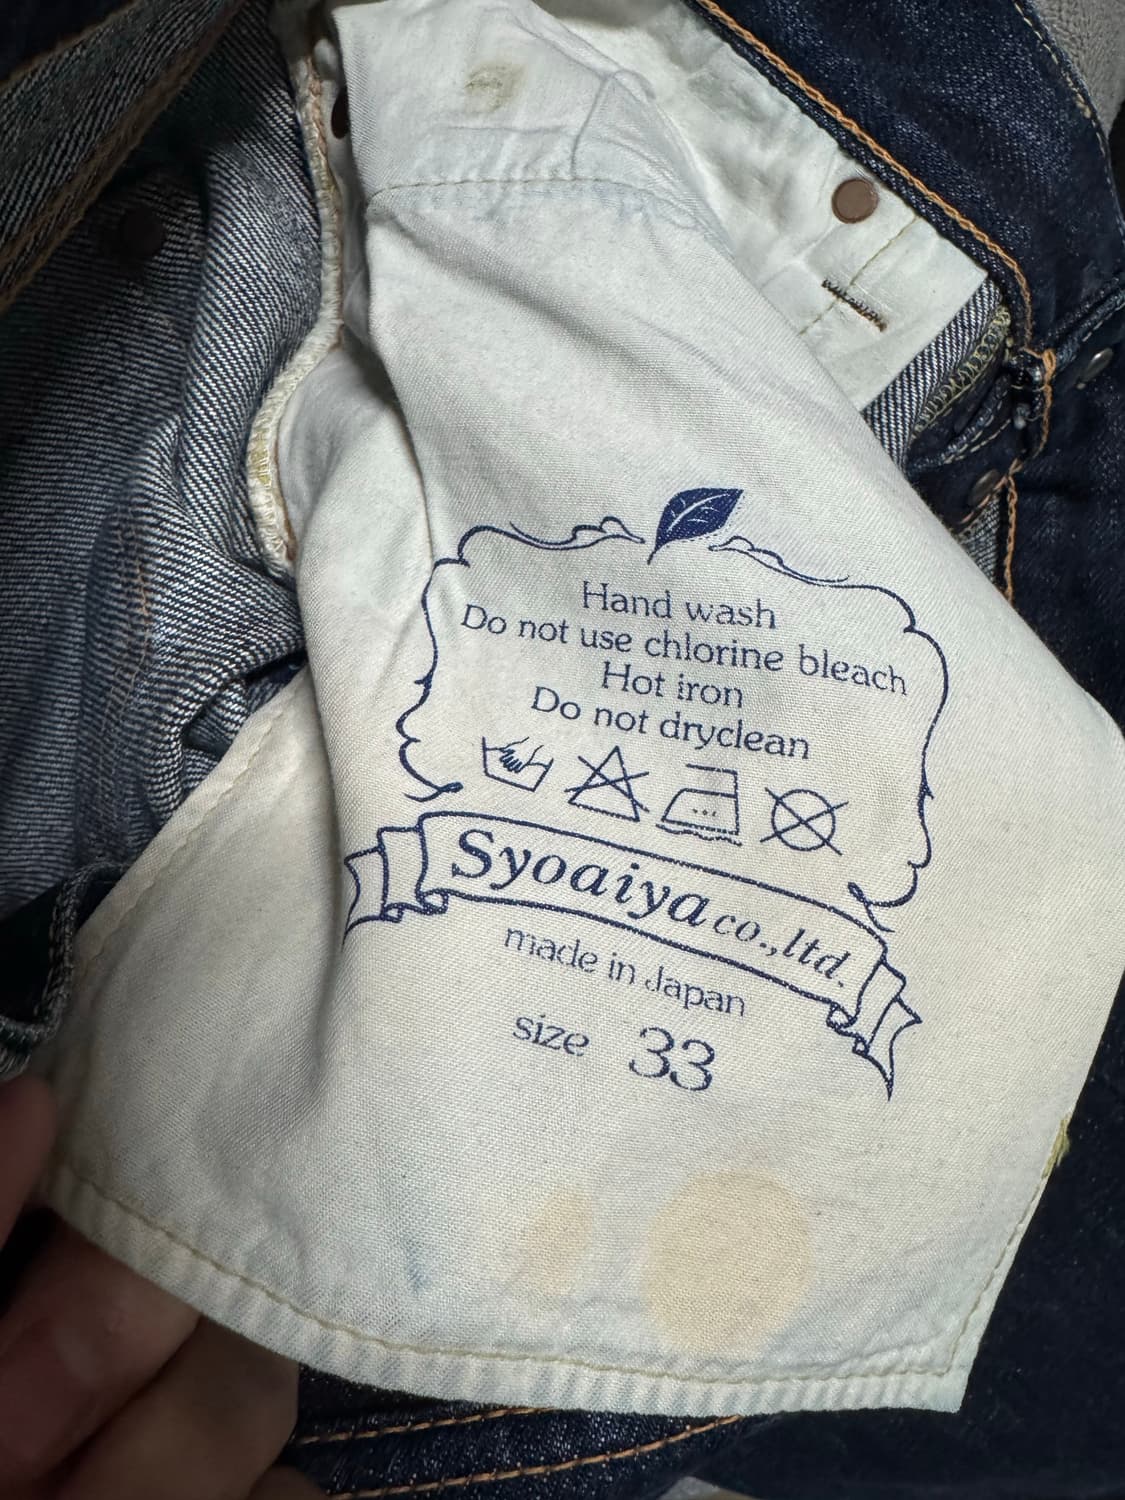 Hand wash
Do not use chlorine bleach
Hot iron
Do not dryclean
Syoaiya co.,ltd.
made in Japan
size 33